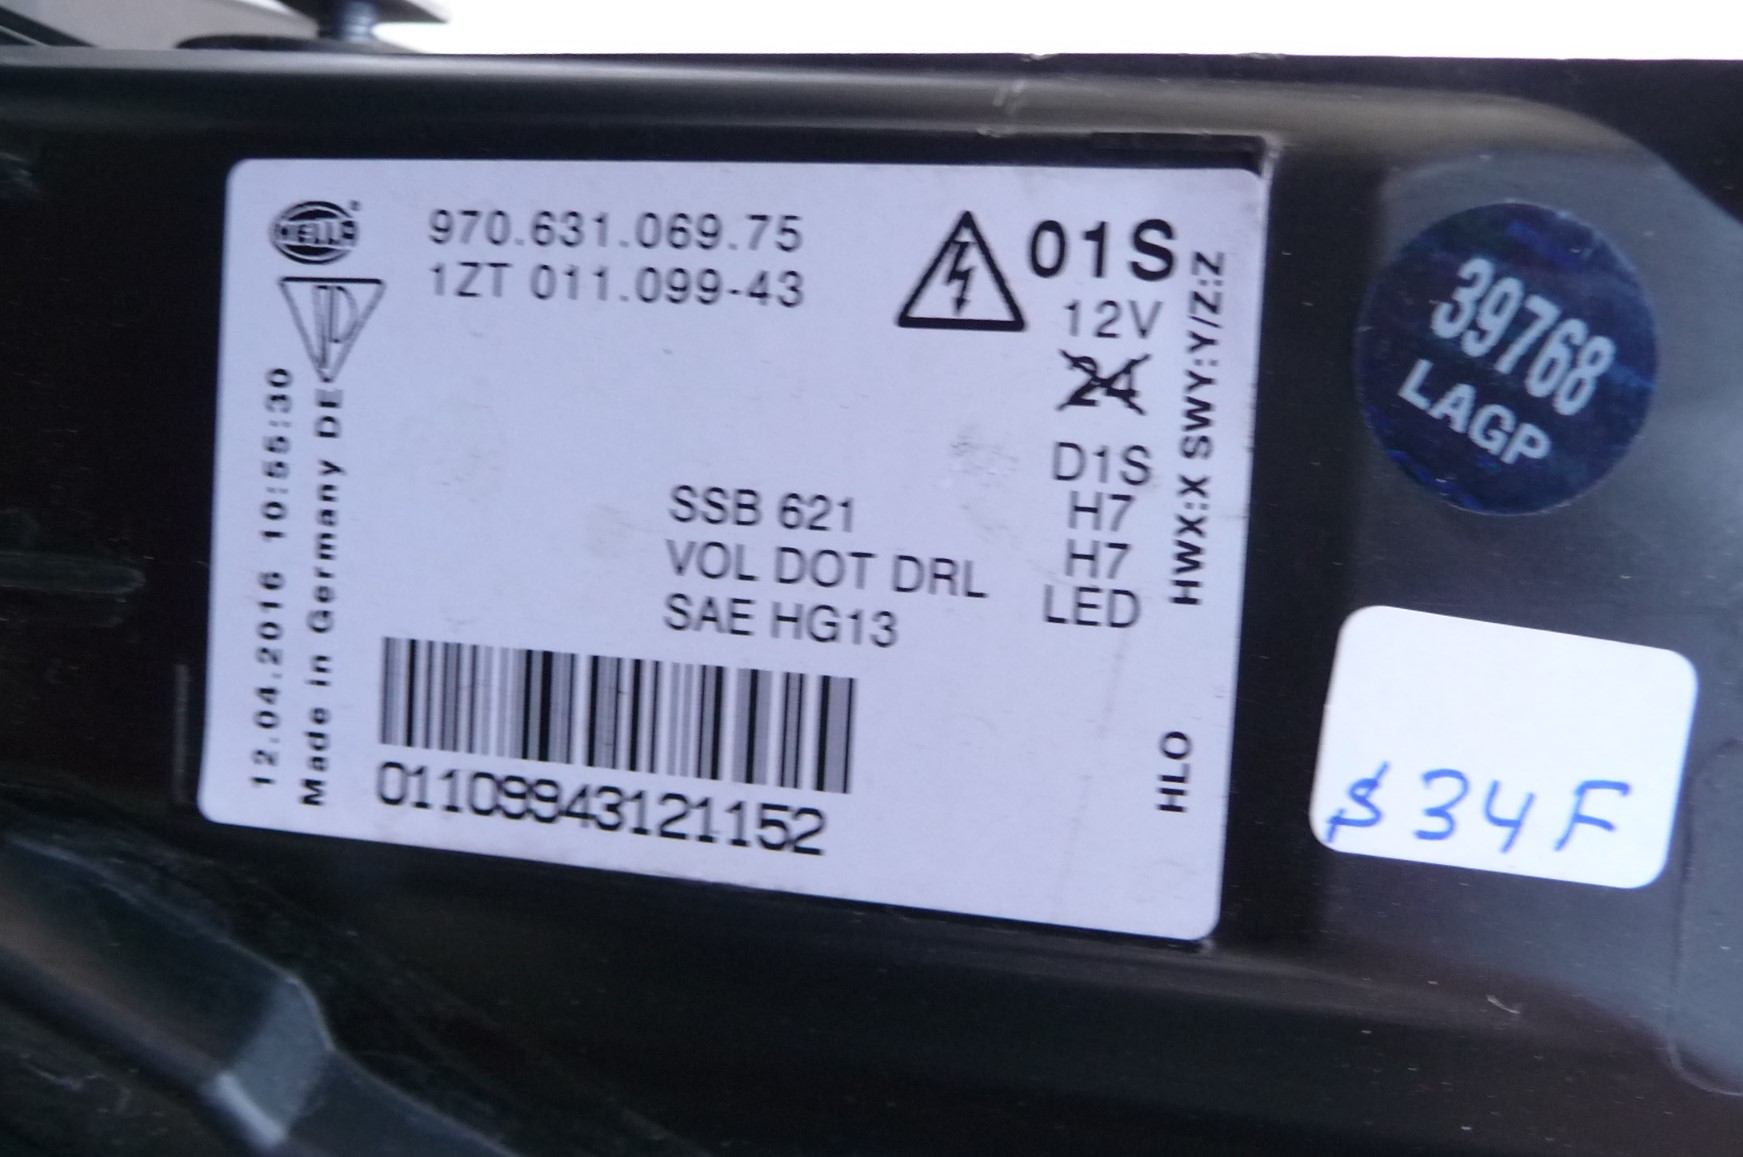 HELLA
970.631.069.75
1ZT 011.099-43
01S
12V
24
D1S
H7
H7
LED
SSB 621
VOL DOT DRL
SAE HG13
12.04.2016 10:55:30
Made in Germany DE
HWX:X SWY:Y/Z:Z
HLO
01109943121152
39768
LAGP
$34F